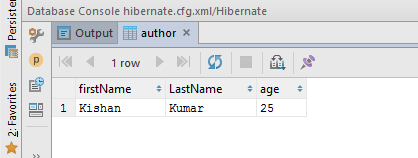 Database Console hibernate.cfg.xml/Hibernate
Persister
Output author
1 row
p
firstName LastName age
1 Kishan Kumar 25
2: Favorites